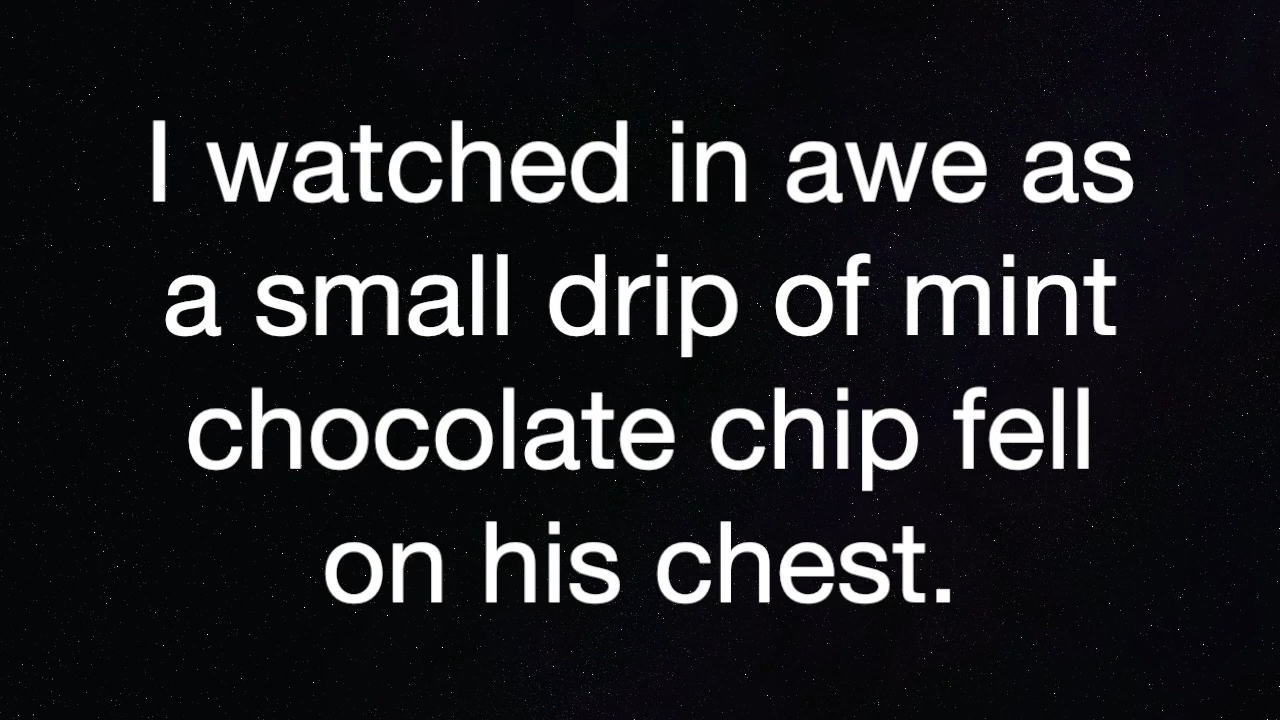 I watched in awe as
a small drip of mint
chocolate chip fell
on his chest.